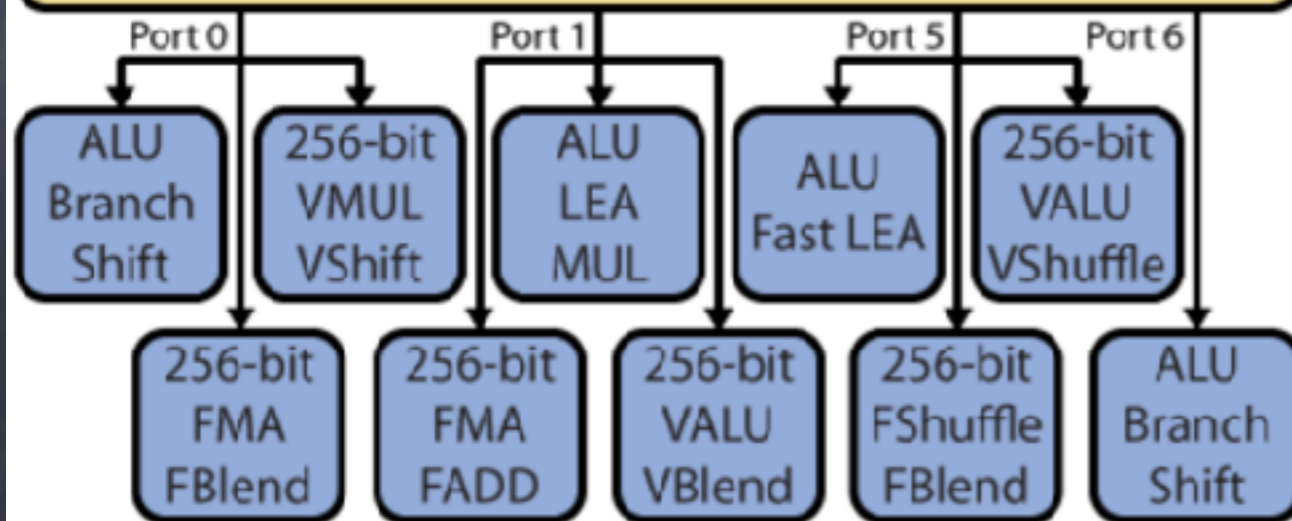 Port 0
Port 1
Port 5
Port 6
ALU
Branch
Shift
256-bit
VMUL
VShift
ALU
LEA
MUL
ALU
Fast LEA
256-bit
VALU
VShuffle
256-bit
FMA
FBlend
256-bit
FMA
FADD
256-bit
VALU
VBlend
256-bit
FShuffle
FBlend
ALU
Branch
Shift